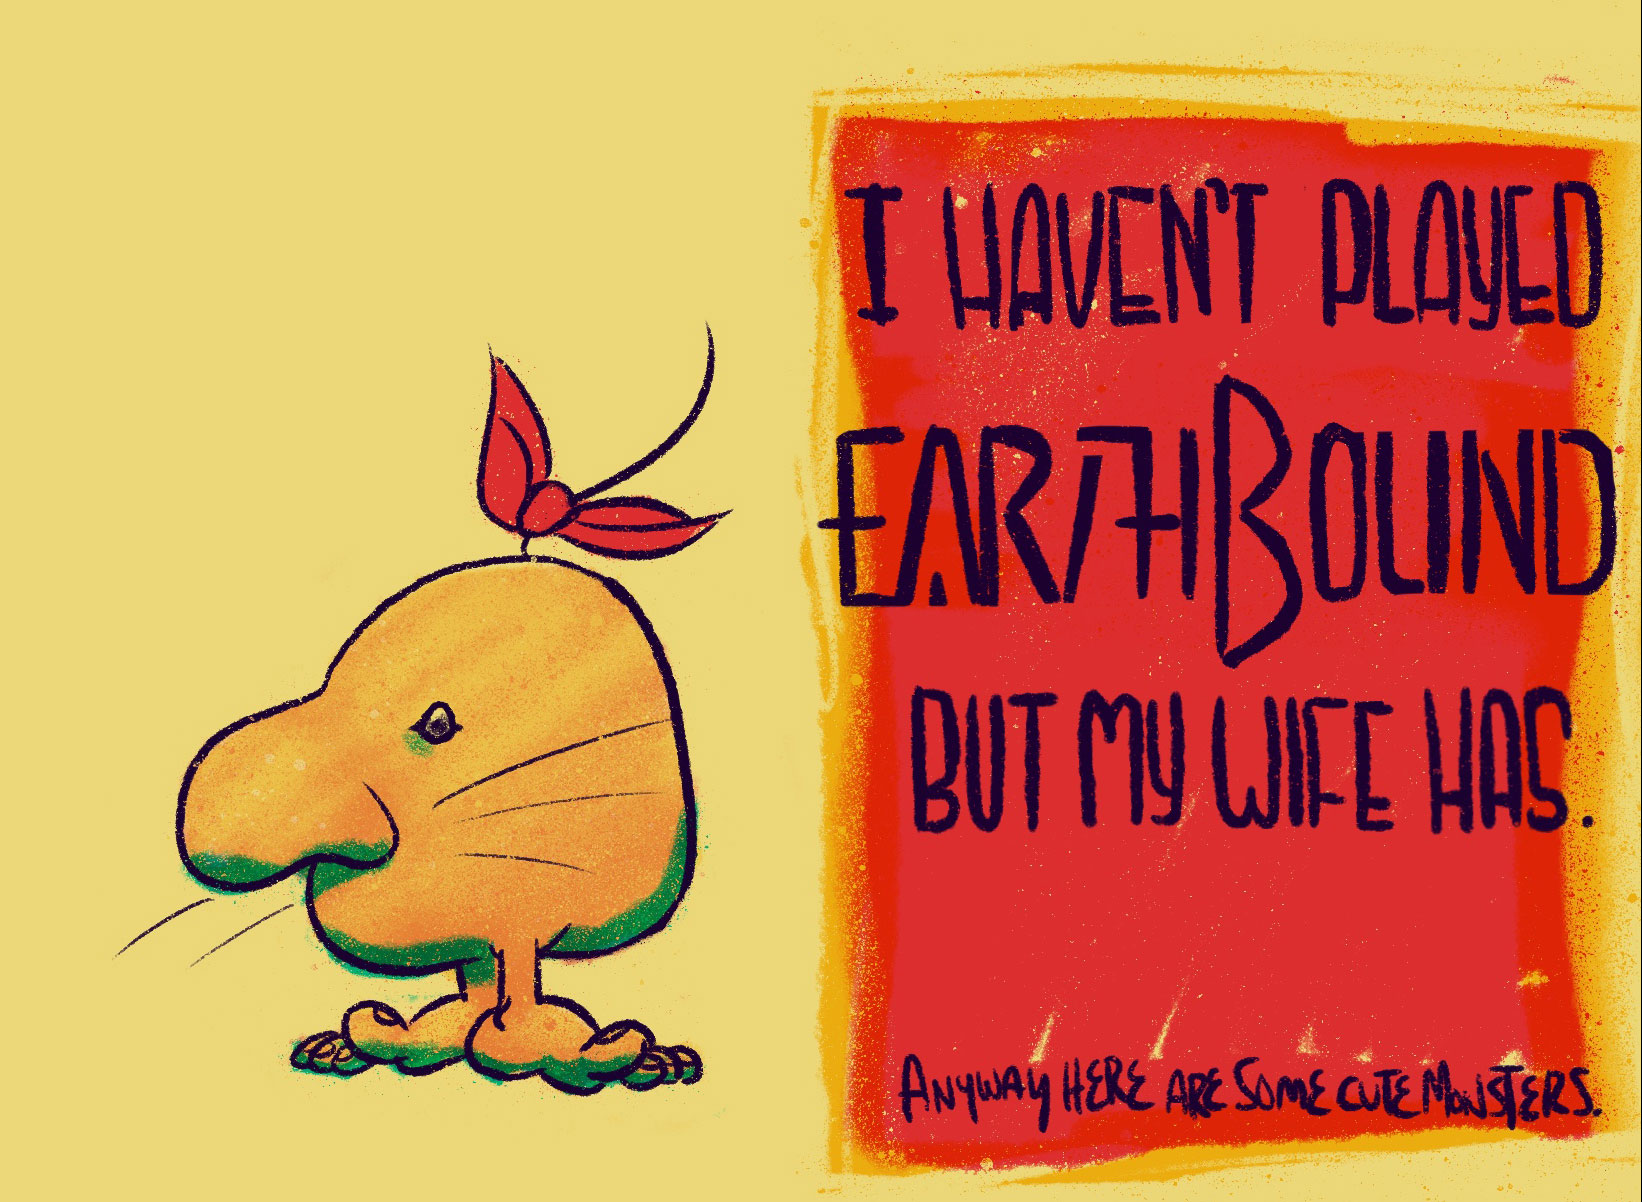 I HAVEN'T PLAYED
EARTHBOUND
BUT MY WIFE HAS.
ANYWAY HERE ARE SOME CUTE MONSTERS.